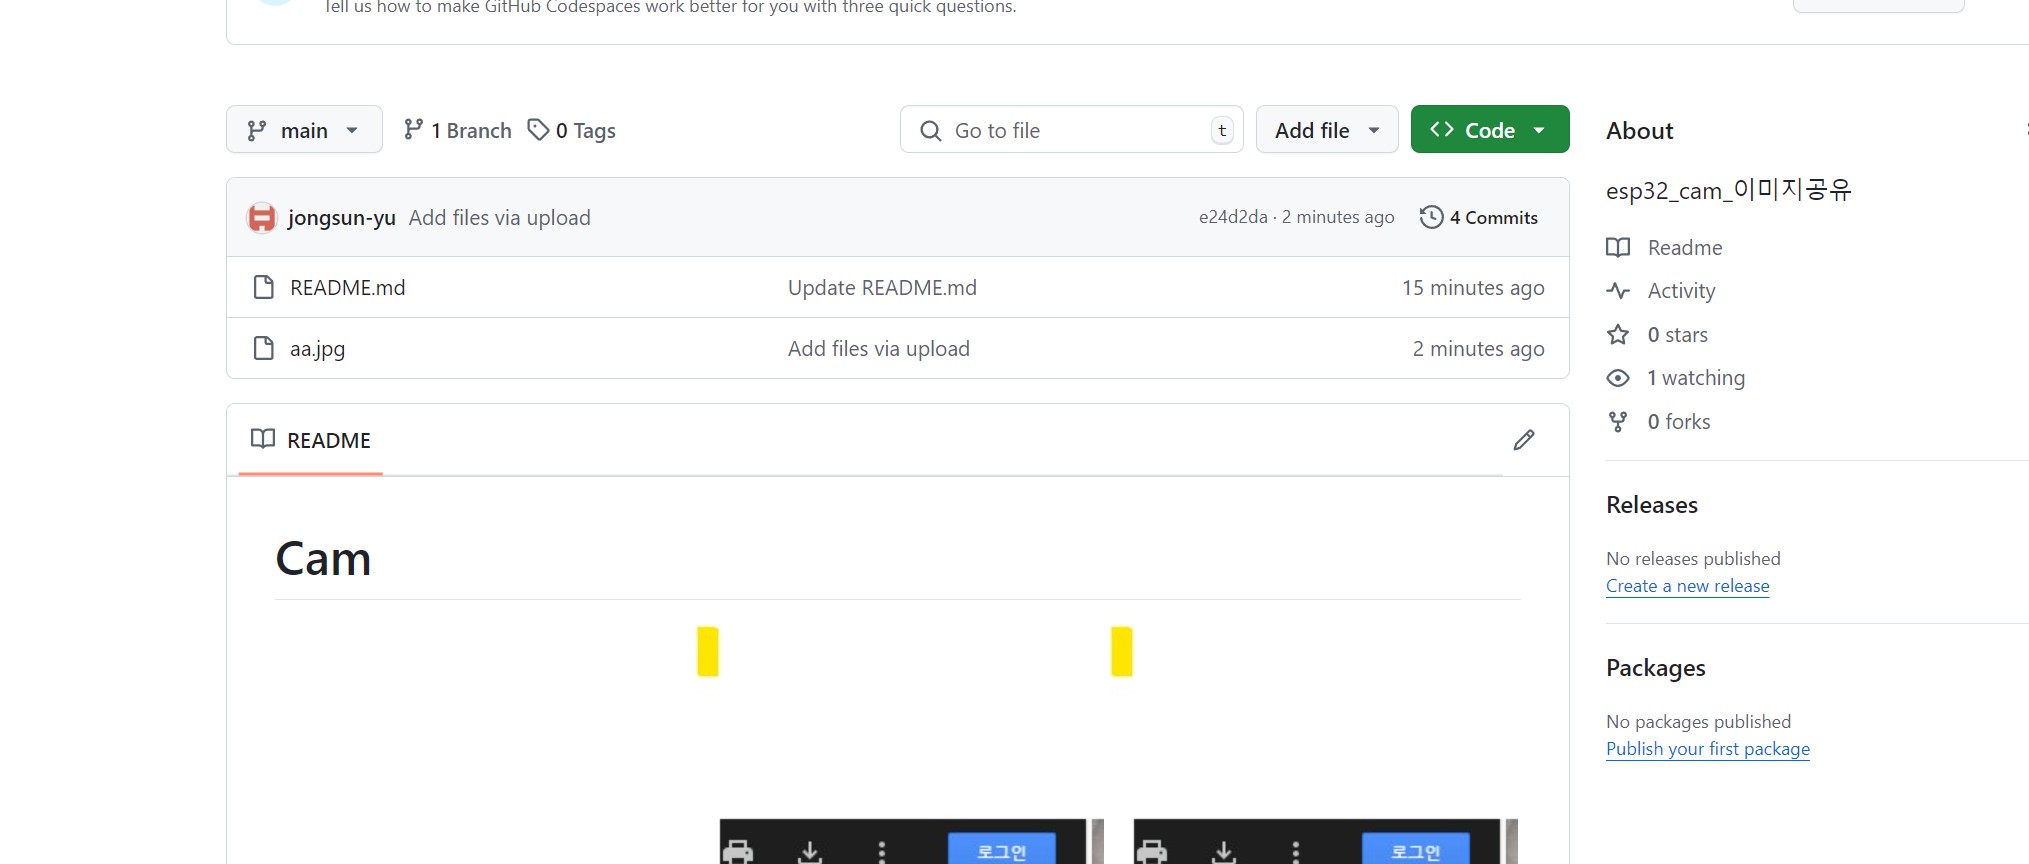 Tell us how to make GitHub Codespaces work better for you with three quick questions.
main 1 Branch 0 Tags Go to file t Add file Code
jongsun-yu Add files via upload e24d2da · 2 minutes ago 4 Commits
README.md Update README.md 15 minutes ago
aa.jpg Add files via upload 2 minutes ago
README
Cam
로그인 로그인
About
esp32_cam_이미지공유
Readme
Activity
0 stars
1 watching
0 forks
Releases
No releases published
Create a new release
Packages
No packages published
Publish your first package